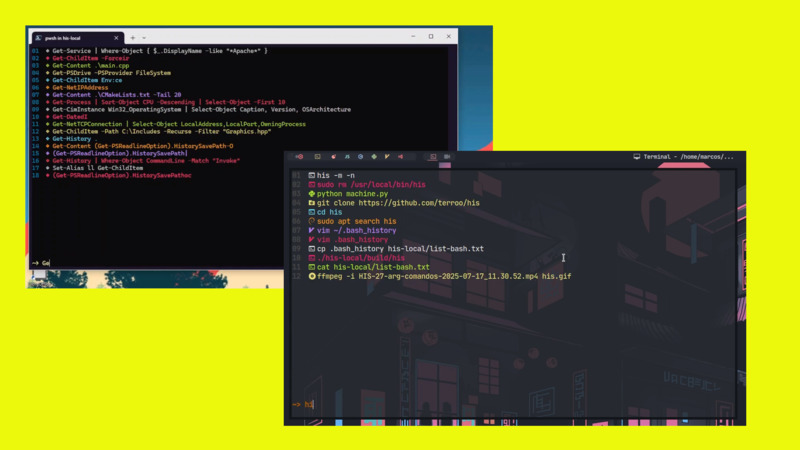 pwsh in his-local
01 Get-Service | Where-Object { $_.DisplayName -like "*Apache*" }
02 Get-ChildItem -Forceir
03 Get-Content .\main.cpp
04 Get-PSDrive -PSProvider FileSystem
05 Get-ChildItem Env:ce
06 Get-NetIPAddress
07 Get-Content .\CMakeLists.txt -Tail 20
08 Get-Process | Sort-Object CPU -Descending | Select-Object -First 10
09 Get-CimInstance Win32_OperatingSystem | Select-Object Caption, Version, OSArchitecture
10 Get-DatedI
11 Get-NetTCPConnection | Select-Object LocalAddress,LocalPort,OwningProcess
12 Get-ChildItem -Path C:\Includes -Recurse -Filter "Graphics.hpp"
13 Get-History .
14 Get-Content (Get-PSReadlineOption).HistorySavePath-O
15 (Get-PSReadlineOption).HistorySavePath|
16 Get-History | Where-Object CommandLine -Match "Invoke"
17 Set-Alias ll Get-ChildItem
18 (Get-PSReadlineOption).HistorySavePathoc
~> Ge
Terminal - /home/marcos/...
01 his -m -n
02 sudo rm /usr/local/bin/his
03 python machine.py
04 git clone https://github.com/terroo/his
05 cd his
06 sudo apt search his
07 vim ~/.bash_history
08 vim .bash_history
09 cp .bash_history his-local/list-bash.txt
10 ./his-local/build/his
11 cat his-local/list-bash.txt
12 ffmpeg -i HIS-27-arg-comandos-2025-07-17_11.30.52.mp4 his.gif
~> hi